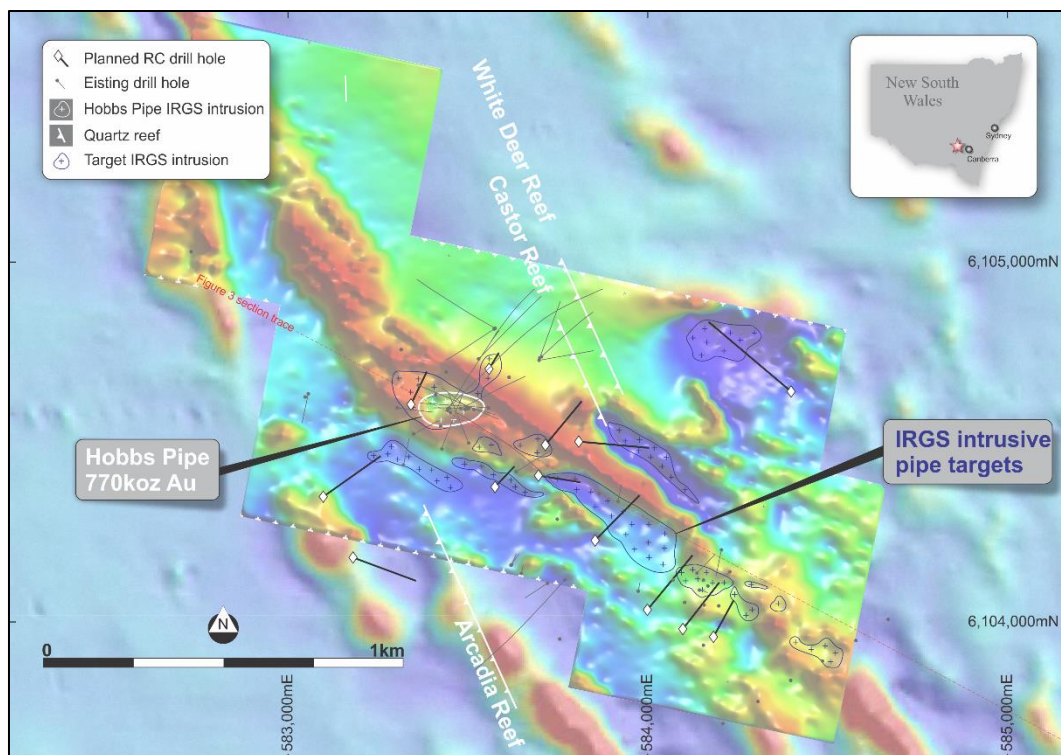 Planned RC drill hole
Eisting drill hole
Hobbs Pipe IRGS intrusion
Quartz reef
Target IRGS intrusion
White Deer Reef
Castor Reef
New South
Wales
Sydney
Canberra
6,105,000mN
Figure 3 section trace
Hobbs Pipe
770koz Au
IRGS intrusive
pipe targets
Arcadia Reef
6,104,000mN
N
0
1km
583,000mE
584,000mE
585,000mE